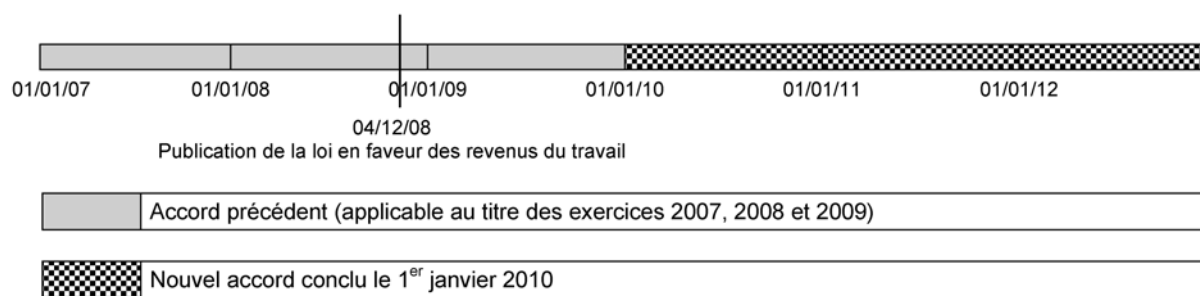 01/01/07 01/01/08 01/01/09 01/01/10 01/01/11 01/01/12
04/12/08
Publication de la loi en faveur des revenus du travail
Accord précédent (applicable au titre des exercices 2007, 2008 et 2009)
Nouvel accord conclu le 1er janvier 2010